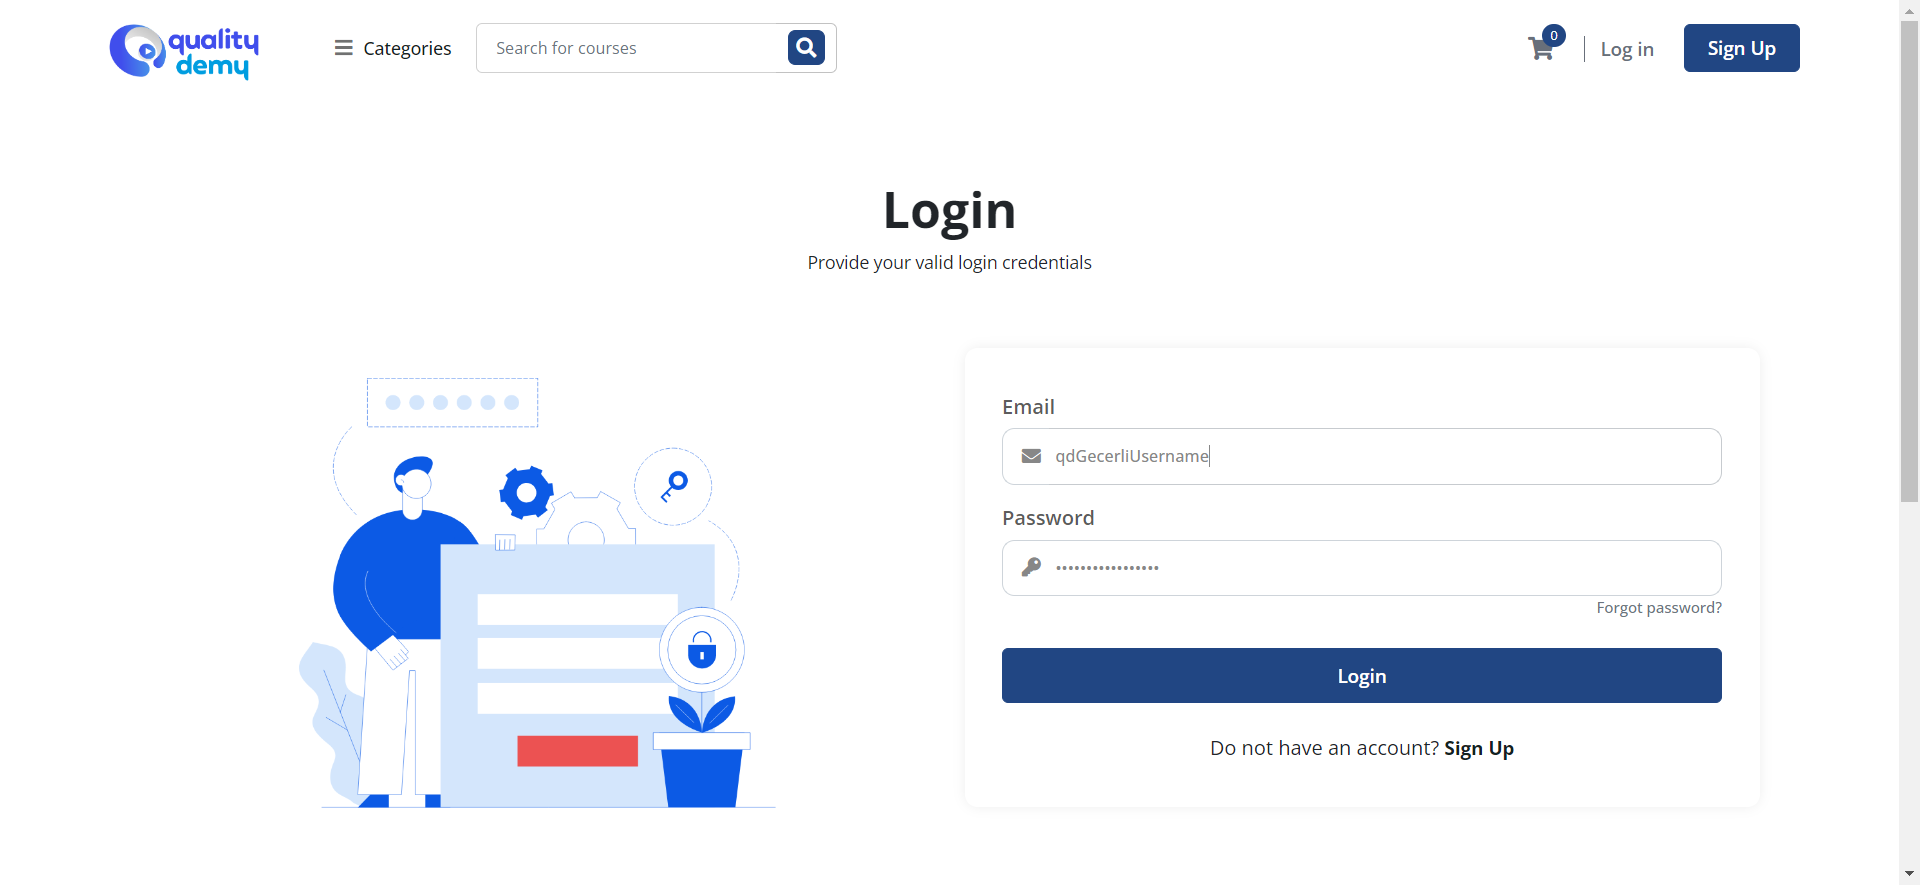 quality
demy
Categories
Search for courses
0
Log in
Sign Up
Login
Provide your valid login credentials
Email
qdGecerliUsername
Password
•••••••••••••••••
Forgot password?
Login
Do not have an account? Sign Up